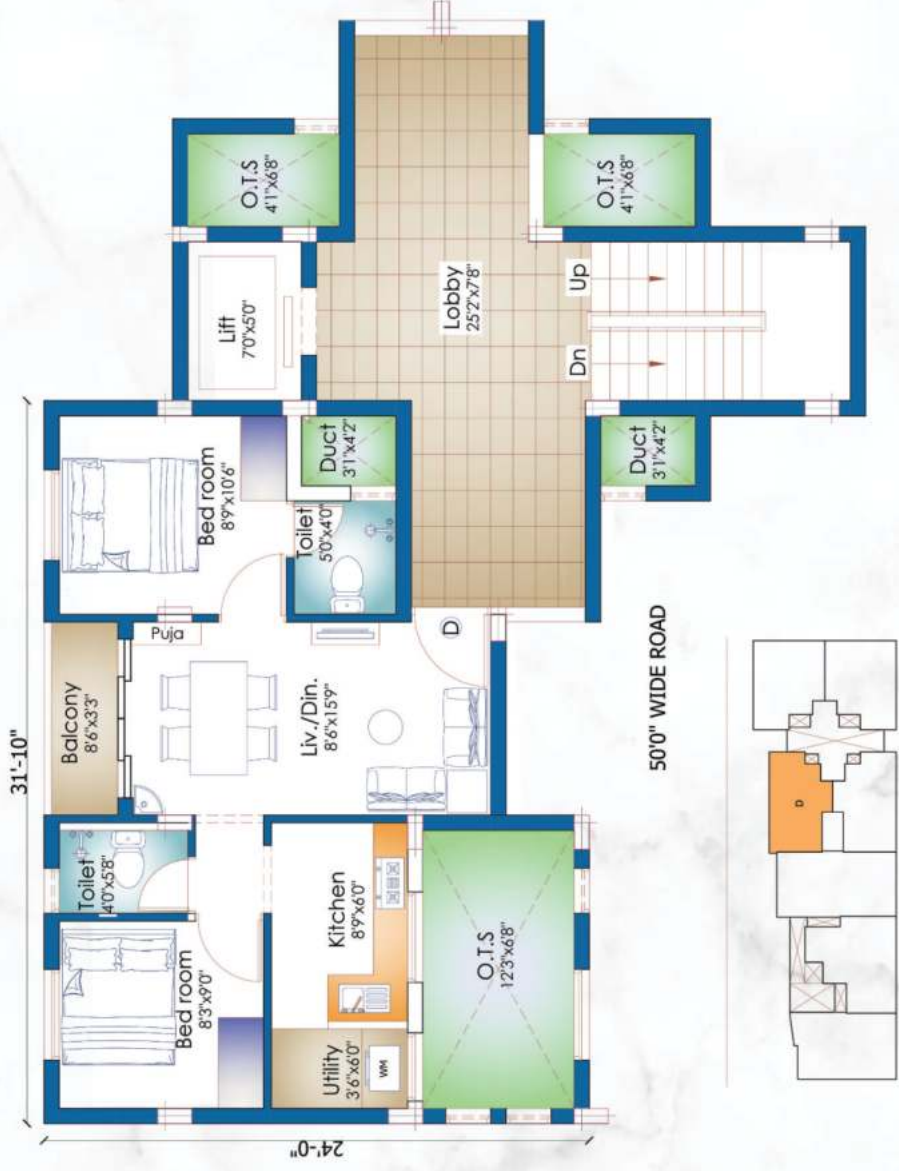 31'-10"
24'-0"
Balcony
8'6"x3'3"
Toilet
4'0"x5'8"
Bed room
8'3"x9'0"
Bed room
8'9"x10'6"
Puja
Liv./Din.
8'6"x15'9"
Toilet
5'0"x4'0"
Duct
3'1"x4'2"
Lift
7'0"x5'0"
O.T.S
4'1"x6'8"
Kitchen
8'9"x6'0"
Utility
3'6"x6'0"
WM
O.T.S
12'3"x6'8"
D
Lobby
25'2"x7'8"
Dn
Up
O.T.S
4'1"x6'8"
Duct
3'1"x4'2"
50'0" WIDE ROAD
D